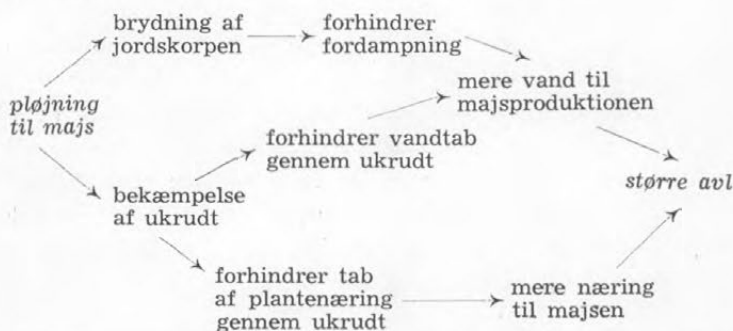 brydning af
jordskorpen
forhindrer
fordampning
mere vand til
majsproduktionen
pløjning
til majs
forhindrer vandtab
gennem ukrudt
større avl
bekæmpelse
af ukrudt
forhindrer tab
af plantenæring
gennem ukrudt
mere næring
til majsen